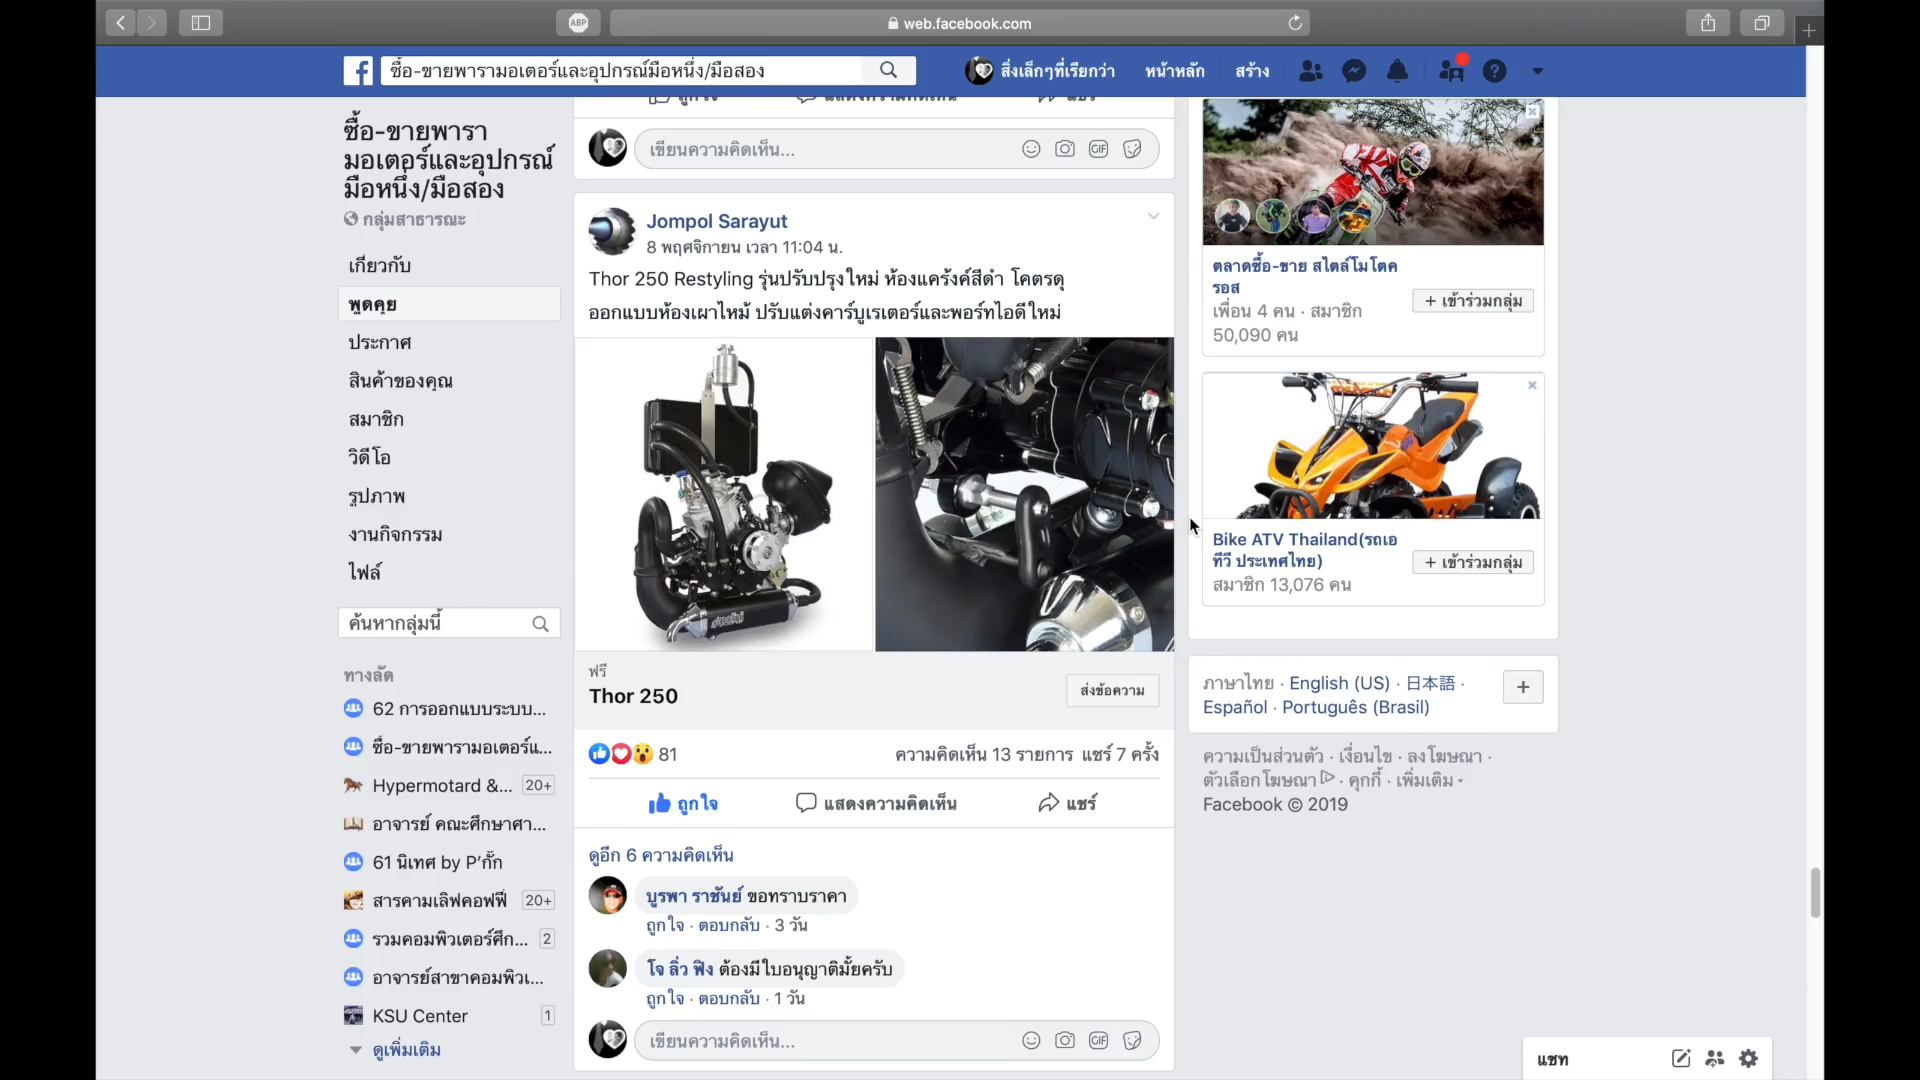 ABP
web.facebook.com
ซื้อ-ขายพารามอเตอร์และอุปกรณ์มือหนึ่ง/มือสอง
สิ่งเล็กๆที่เรียกว่า
หน้าหลัก
สร้าง
ซื้อ-ขายพารา
มอเตอร์และอุปกรณ์
มือหนึ่ง/มือสอง
กลุ่มสาธารณะ
เกี่ยวกับ
พูดคุย
ประกาศ
สินค้าของคุณ
สมาชิก
วิดีโอ
รูปภาพ
งานกิจกรรม
ไฟล์
ค้นหากลุ่มนี้
ทางลัด
62 การออกแบบระบบ...
ซื้อ-ขายพารามอเตอร์แ...
Hypermotard &... 20+
อาจารย์ คณะศึกษาศา...
61 นิเทศ by P’กั๊ก
สารคามเลิฟคอฟฟี่ 20+
รวมคอมพิวเตอร์ศึก... 2
อาจารย์สาขาคอมพิวเ...
KSU Center 1
ดูเพิ่มเติม
ถูกใจ แสดงความคิดเห็น แชร์
เขียนความคิดเห็น...
GIF
Jompol Sarayut
8 พฤศจิกายน เวลา 11:04 น.
Thor 250 Restyling รุ่นปรับปรุงใหม่ ห้องแคร้งค์สีดำ โคตรดุ
ออกแบบห้องเผาไหม้ ปรับแต่งคาร์บูเรเตอร์และพอร์ทไอดีใหม่
ฟรี
Thor 250
ส่งข้อความ
81
ความคิดเห็น 13 รายการ แชร์ 7 ครั้ง
ถูกใจ แสดงความคิดเห็น แชร์
ดูอีก 6 ความคิดเห็น
บูรพา ราชันย์ ขอทราบราคา
ถูกใจ · ตอบกลับ · 3 วัน
โจ ลิ่ว ฟิง ต้องมีใบอนุญาติมั้ยครับ
ถูกใจ · ตอบกลับ · 1 วัน
เขียนความคิดเห็น...
GIF
ตลาดซื้อ-ขาย สไตล์โมโตค
รอส
เพื่อน 4 คน · สมาชิก
50,090 คน
+ เข้าร่วมกลุ่ม
Bike ATV Thailand(รถเอ
ทีวี ประเทศไทย)
สมาชิก 13,076 คน
+ เข้าร่วมกลุ่ม
ภาษาไทย · English (US) · 日本語 ·
Español · Português (Brasil)
ความเป็นส่วนตัว · เงื่อนไข · ลงโฆษณา ·
ตัวเลือกโฆษณา · คุกกี้ · เพิ่มเติม
Facebook © 2019
แชท